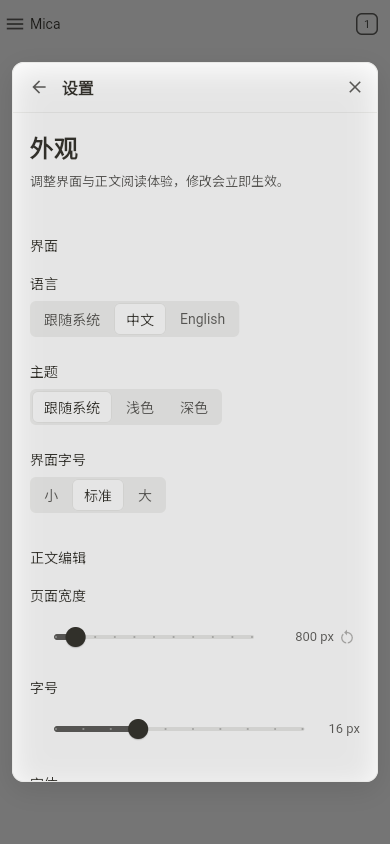 Mica
1
设置
外观
调整界面与正文阅读体验，修改会立即生效。
界面
语言
跟随系统 中文 English
主题
跟随系统 浅色 深色
界面字号
小 标准 大
正文编辑
页面宽度
800 px
字号
16 px